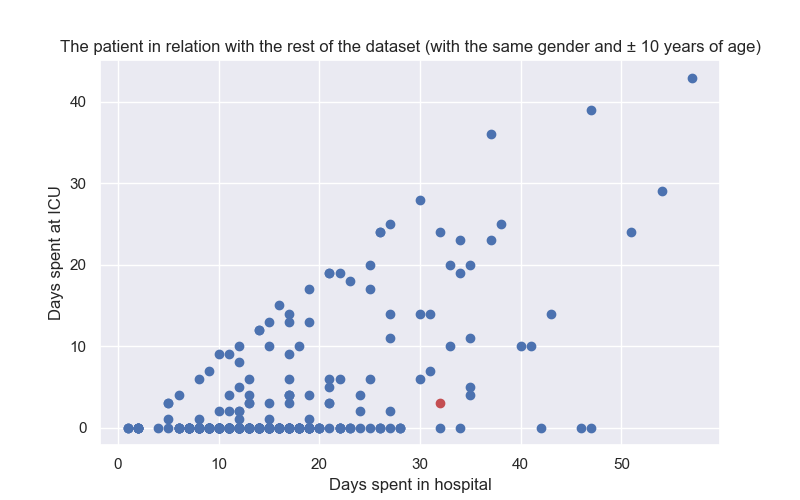 The patient in relation with the rest of the dataset (with the same gender and ± 10 years of age)
40
30
20
10
0
Days spent at ICU
0 10 20 30 40 50
Days spent in hospital